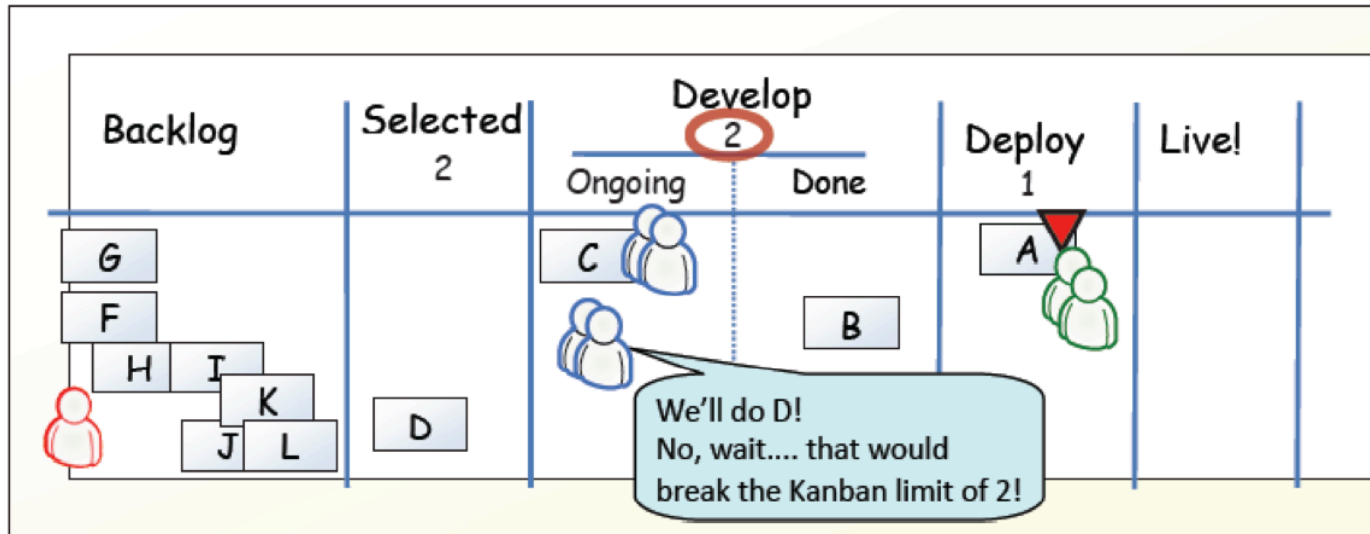 Backlog
Selected
2
Develop
2
Ongoing
Done
Deploy
1
Live!
G
F
H
I
K
J
L
D
C
B
A
We'll do D!
No, wait.... that would
break the Kanban limit of 2!